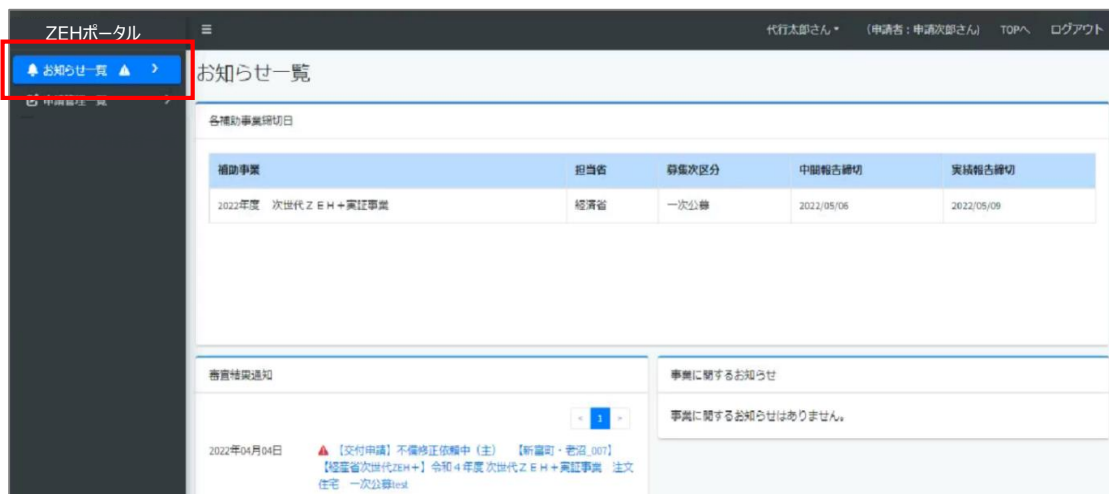 ZEHポータル
代行太郎さん
(申請者：申請次郎さん)
TOPへ
ログアウト
お知らせ一覧
申請管理一覧
お知らせ一覧
各補助事業締切日
補助事業 担当省 募集次区分 中間報告締切 実績報告締切
2022年度 次世代ＺＥＨ+実証事業 経済省 一次公募 2022/05/06 2022/05/09
審査結果通知
< 1 >
2022年04月04日
【交付申請】不備修正依頼中（主） 【新富町・老沼_007】
【経産省次世代ZEH+】令和４年度次世代ＺＥＨ+実証事業 注文
住宅 一次公募test
事業に関するお知らせ
事業に関するお知らせはありません。